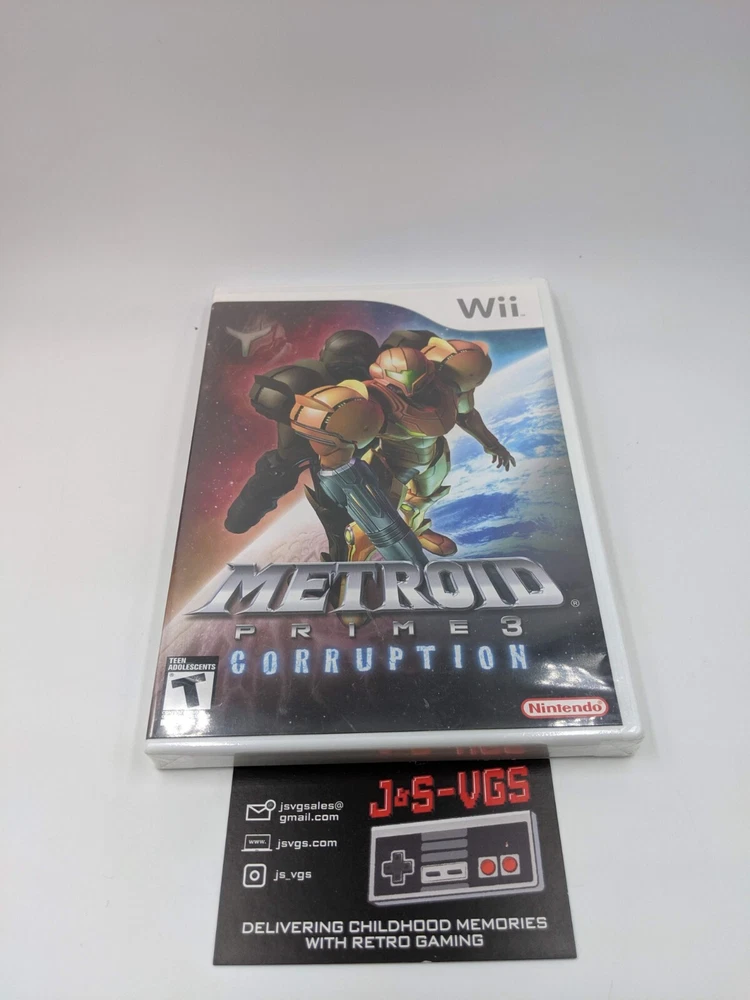 Wii
METROID
PRIME 3
CORRUPTION
TEEN
ADOLESCENTS
T
Nintendo
J&S-VGS
jsvgsales@
gmail.com
www.
jsvgs.com
js_vgs
DELIVERING CHILDHOOD MEMORIES
WITH RETRO GAMING